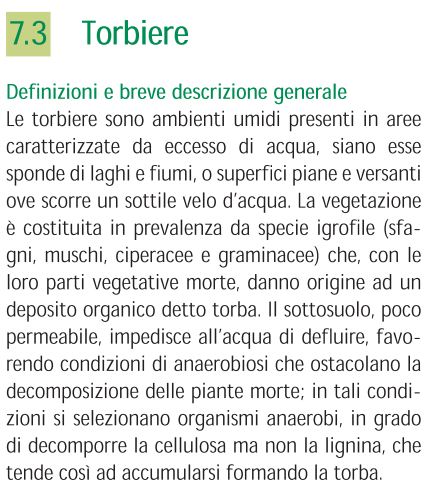 7.3 Torbiere
Definizioni e breve descrizione generale
Le torbiere sono ambienti umidi presenti in aree
caratterizzate da eccesso di acqua, siano esse
sponde di laghi e fiumi, o superfici piane e versanti
ove scorre un sottile velo d'acqua. La vegetazione
è costituita in prevalenza da specie igrofile (sfa-
gni, muschi, ciperacee e graminacee) che, con le
loro parti vegetative morte, danno origine ad un
deposito organico detto torba. Il sottosuolo, poco
permeabile, impedisce all'acqua di defluire, favo-
rendo condizioni di anaerobiosi che ostacolano la
decomposizione delle piante morte; in tali condi-
zioni si selezionano organismi anaerobi, in grado
di decomporre la cellulosa ma non la lignina, che
tende così ad accumularsi formando la torba.